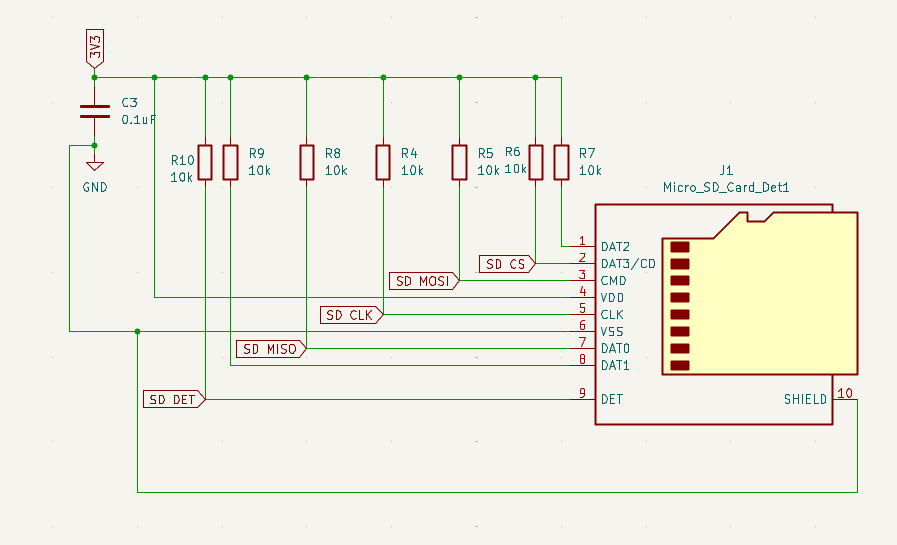 3V3
C3
0.1uF
GND
R10
10k
R9
10k
R8
10k
R4
10k
R5
10k
R6
10k
R7
10k
J1
Micro_SD_Card_Det1
1 DAT2
SD CS 2 DAT3/CD
SD MOSI 3 CMD
4 VDD
SD CLK 5 CLK
6 VSS
SD MISO 7 DAT0
8 DAT1
SD DET 9 DET SHIELD 10